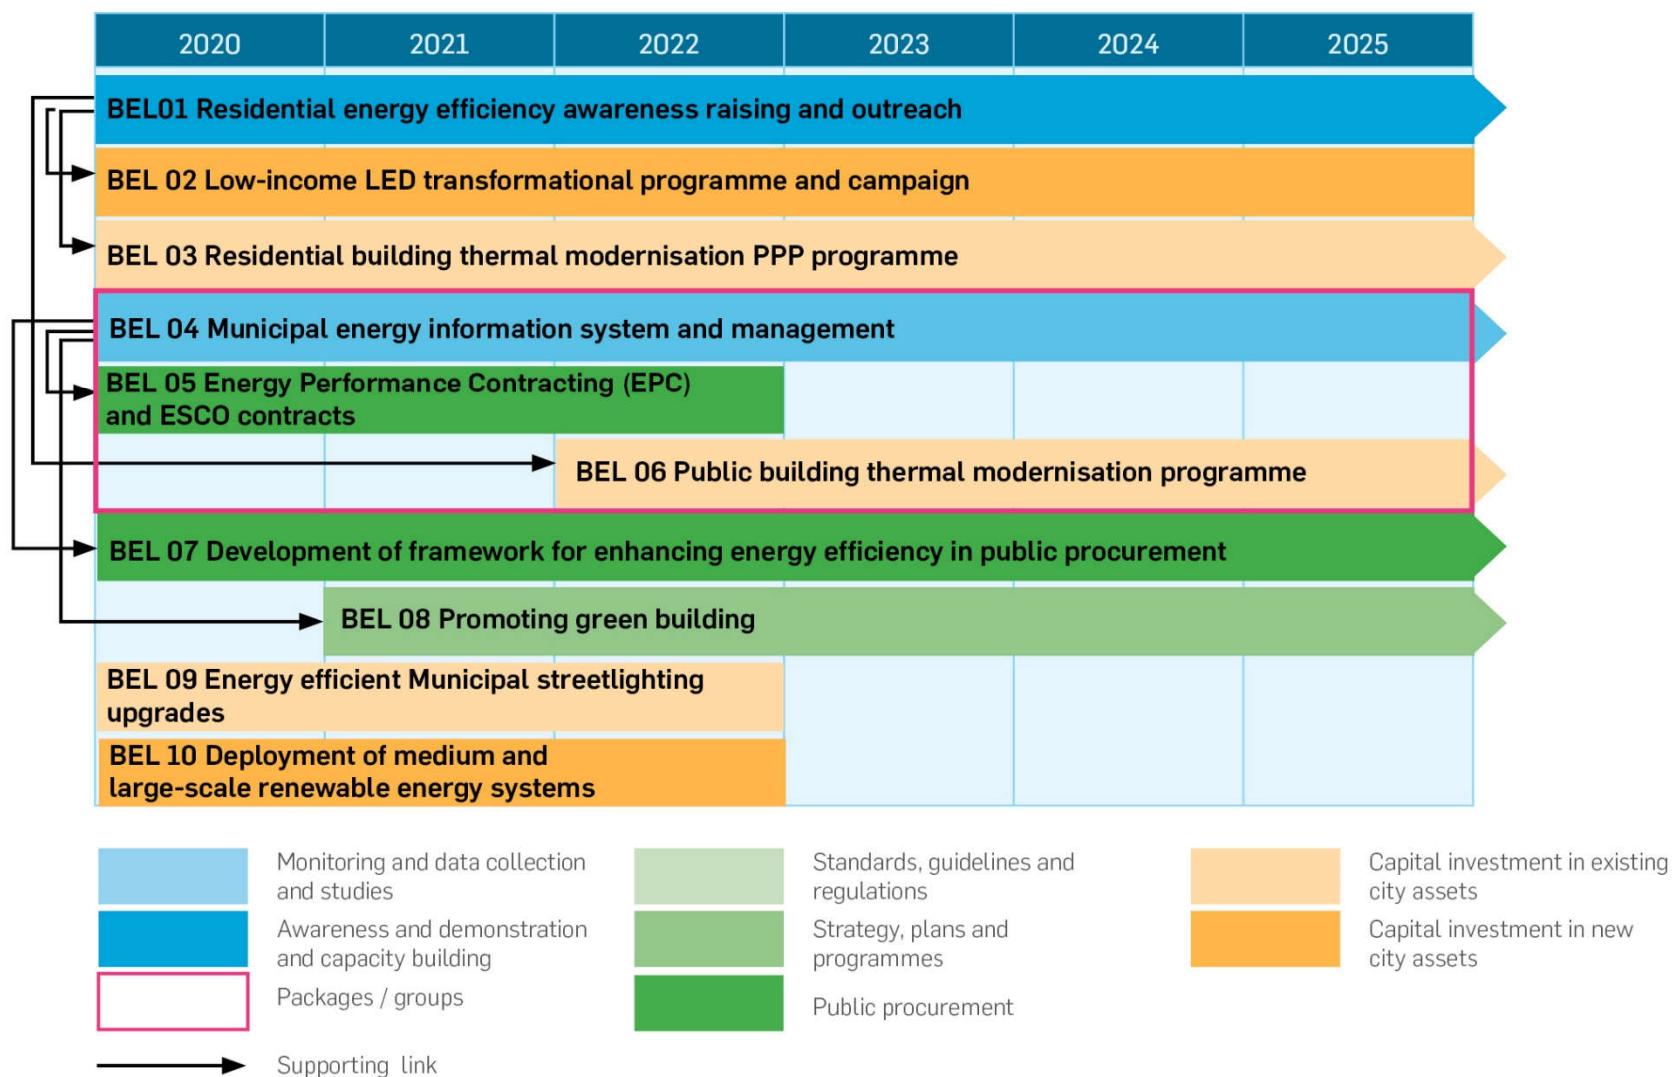 2020 2021 2022 2023 2024 2025
BEL01 Residential energy efficiency awareness raising and outreach
BEL 02 Low-income LED transformational programme and campaign
BEL 03 Residential building thermal modernisation PPP programme
BEL 04 Municipal energy information system and management
BEL 05 Energy Performance Contracting (EPC)
and ESCO contracts
BEL 06 Public building thermal modernisation programme
BEL 07 Development of framework for enhancing energy efficiency in public procurement
BEL 08 Promoting green building
BEL 09 Energy efficient Municipal streetlighting
upgrades
BEL 10 Deployment of medium and
large-scale renewable energy systems
Monitoring and data collection
and studies
Awareness and demonstration
and capacity building
Packages / groups
Supporting link
Standards, guidelines and
regulations
Strategy, plans and
programmes
Public procurement
Capital investment in existing
city assets
Capital investment in new
city assets